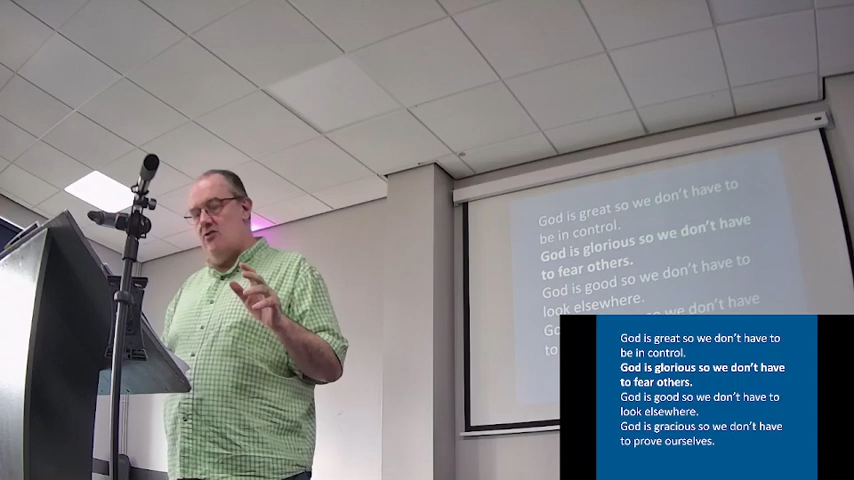 God is great so we don't have to
be in control.
God is glorious so we don't have
to fear others.
God is good so we don't have to
look elsewhere.
Go      so we don't have
to
God is great so we don't have to
be in control.
God is glorious so we don't have
to fear others.
God is good so we don't have to
look elsewhere.
God is gracious so we don't have
to prove ourselves.